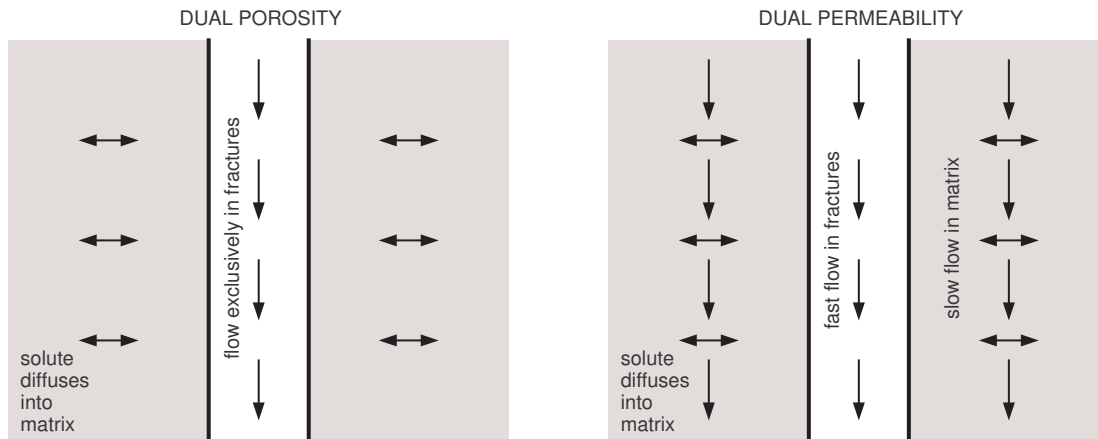 DUAL POROSITY
flow exclusively in fractures
solute
diffuses
into
matrix
DUAL PERMEABILITY
fast flow in fractures
slow flow in matrix
solute
diffuses
into
matrix